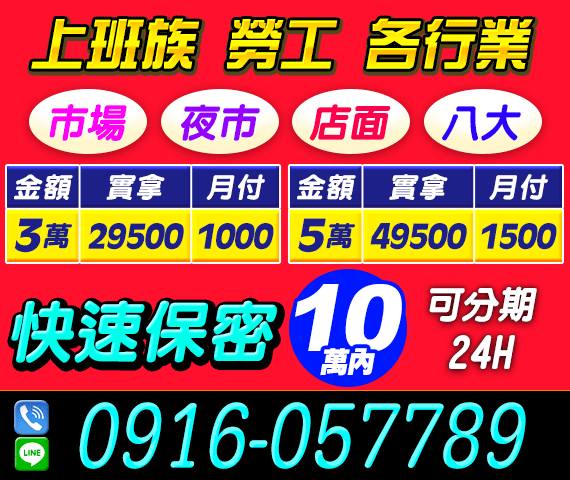 上班族 勞工 各行業
市場 夜市 店面 八大
金額 實拿 月付 金額 實拿 月付
3萬 29500 1000 5萬 49500 1500
快速保密 10萬內 可分期 24H
0916-057789
LINE